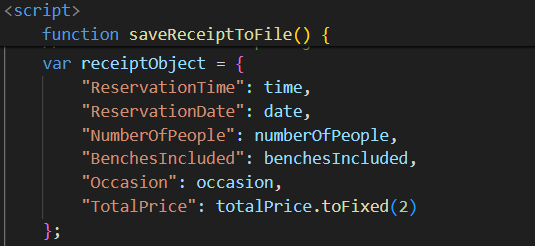 <script>
function saveReceiptToFile() {
var receiptObject = {
"ReservationTime": time,
"ReservationDate": date,
"NumberOfPeople": numberOfPeople,
"BenchesIncluded": benchesIncluded,
"Occasion": occasion,
"TotalPrice": totalPrice.toFixed(2)
};